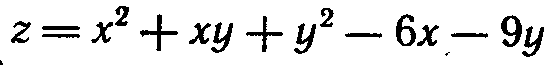 z = x² + xy + y² − 6x − 9y